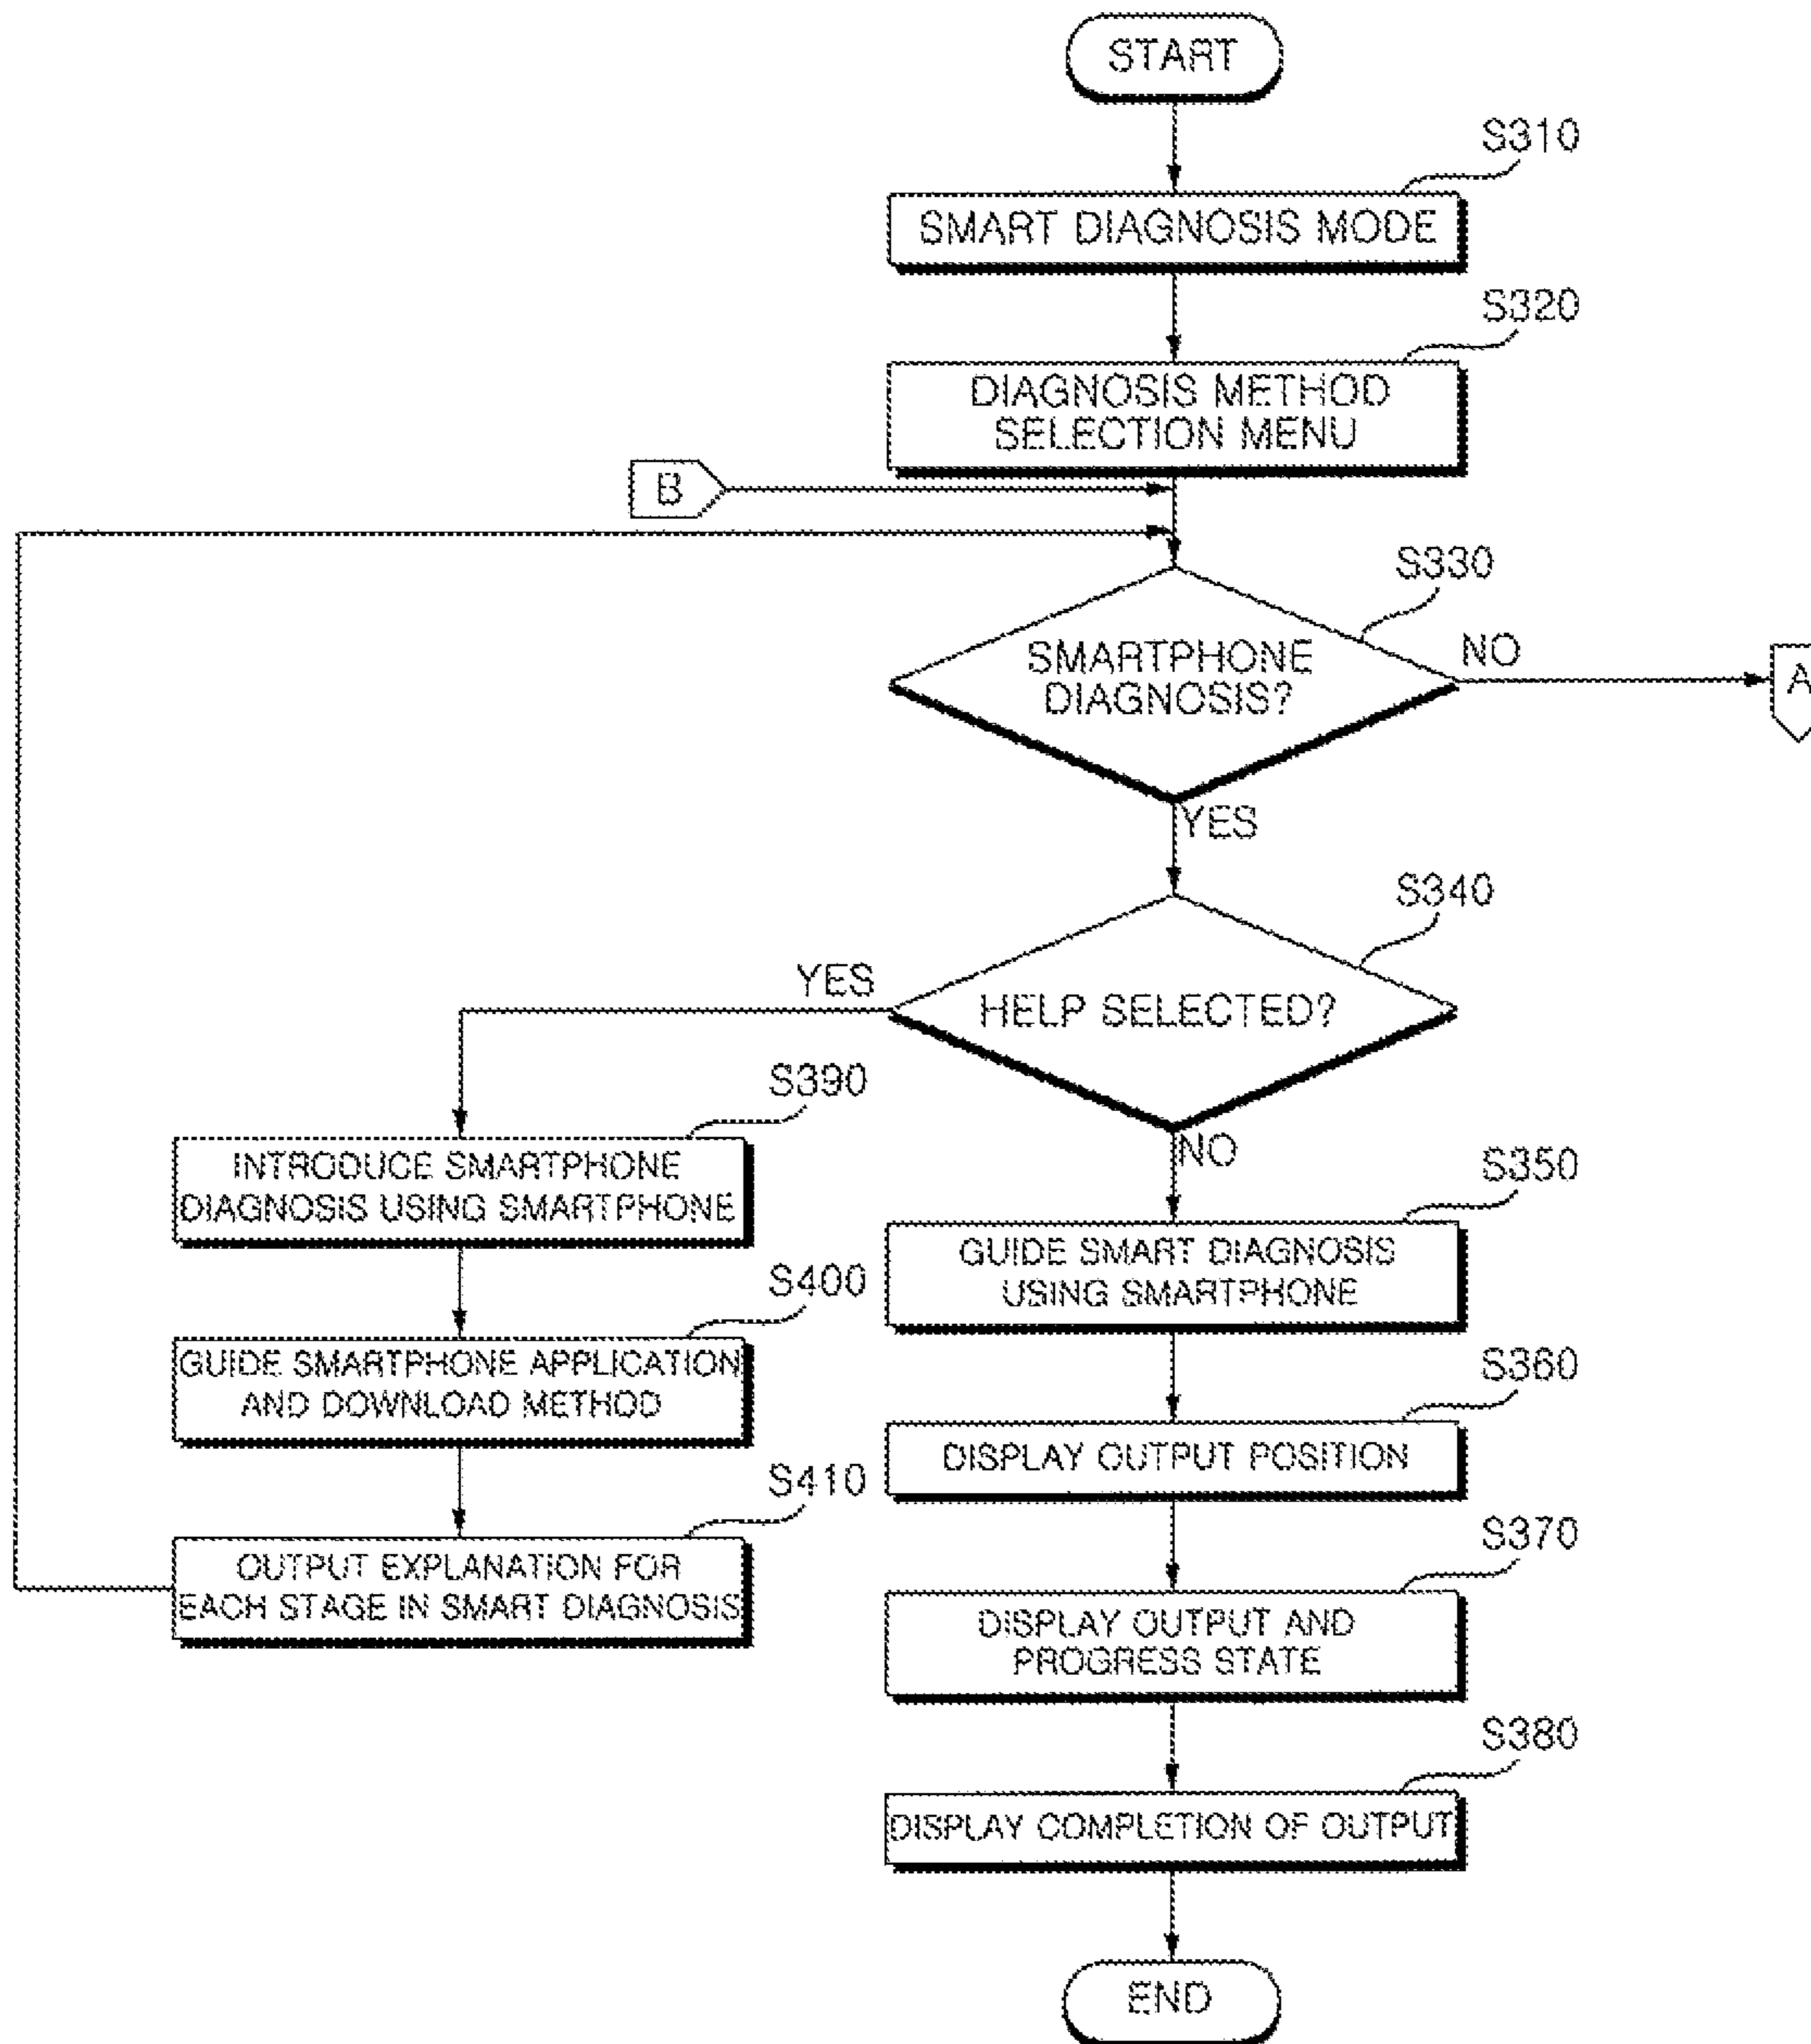 START
S310
SMART DIAGNOSIS MODE
S320
DIAGNOSIS METHOD
SELECTION MENU
B
S330
SMARTPHONE
DIAGNOSIS?
NO
A
YES
S340
HELP SELECTED?
YES
NO
S390
INTRODUCE SMARTPHONE
DIAGNOSIS USING SMARTPHONE
S400
GUIDE SMARTPHONE APPLICATION
AND DOWNLOAD METHOD
S410
OUTPUT EXPLANATION FOR
EACH STAGE IN SMART DIAGNOSIS
S350
GUIDE SMART DIAGNOSIS
USING SMARTPHONE
S360
DISPLAY OUTPUT POSITION
S370
DISPLAY OUTPUT AND
PROGRESS STATE
S380
DISPLAY COMPLETION OF OUTPUT
END